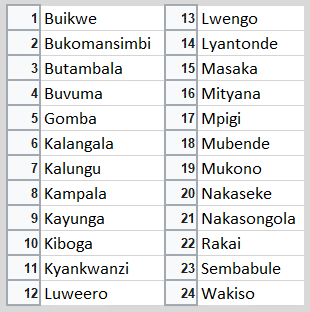 1 Buikwe
2 Bukomansimbi
3 Butambala
4 Buvuma
5 Gomba
6 Kalangala
7 Kalungu
8 Kampala
9 Kayunga
10 Kiboga
11 Kyankwanzi
12 Luweero
13 Lwengo
14 Lyantonde
15 Masaka
16 Mityana
17 Mpigi
18 Mubende
19 Mukono
20 Nakaseke
21 Nakasongola
22 Rakai
23 Sembabule
24 Wakiso